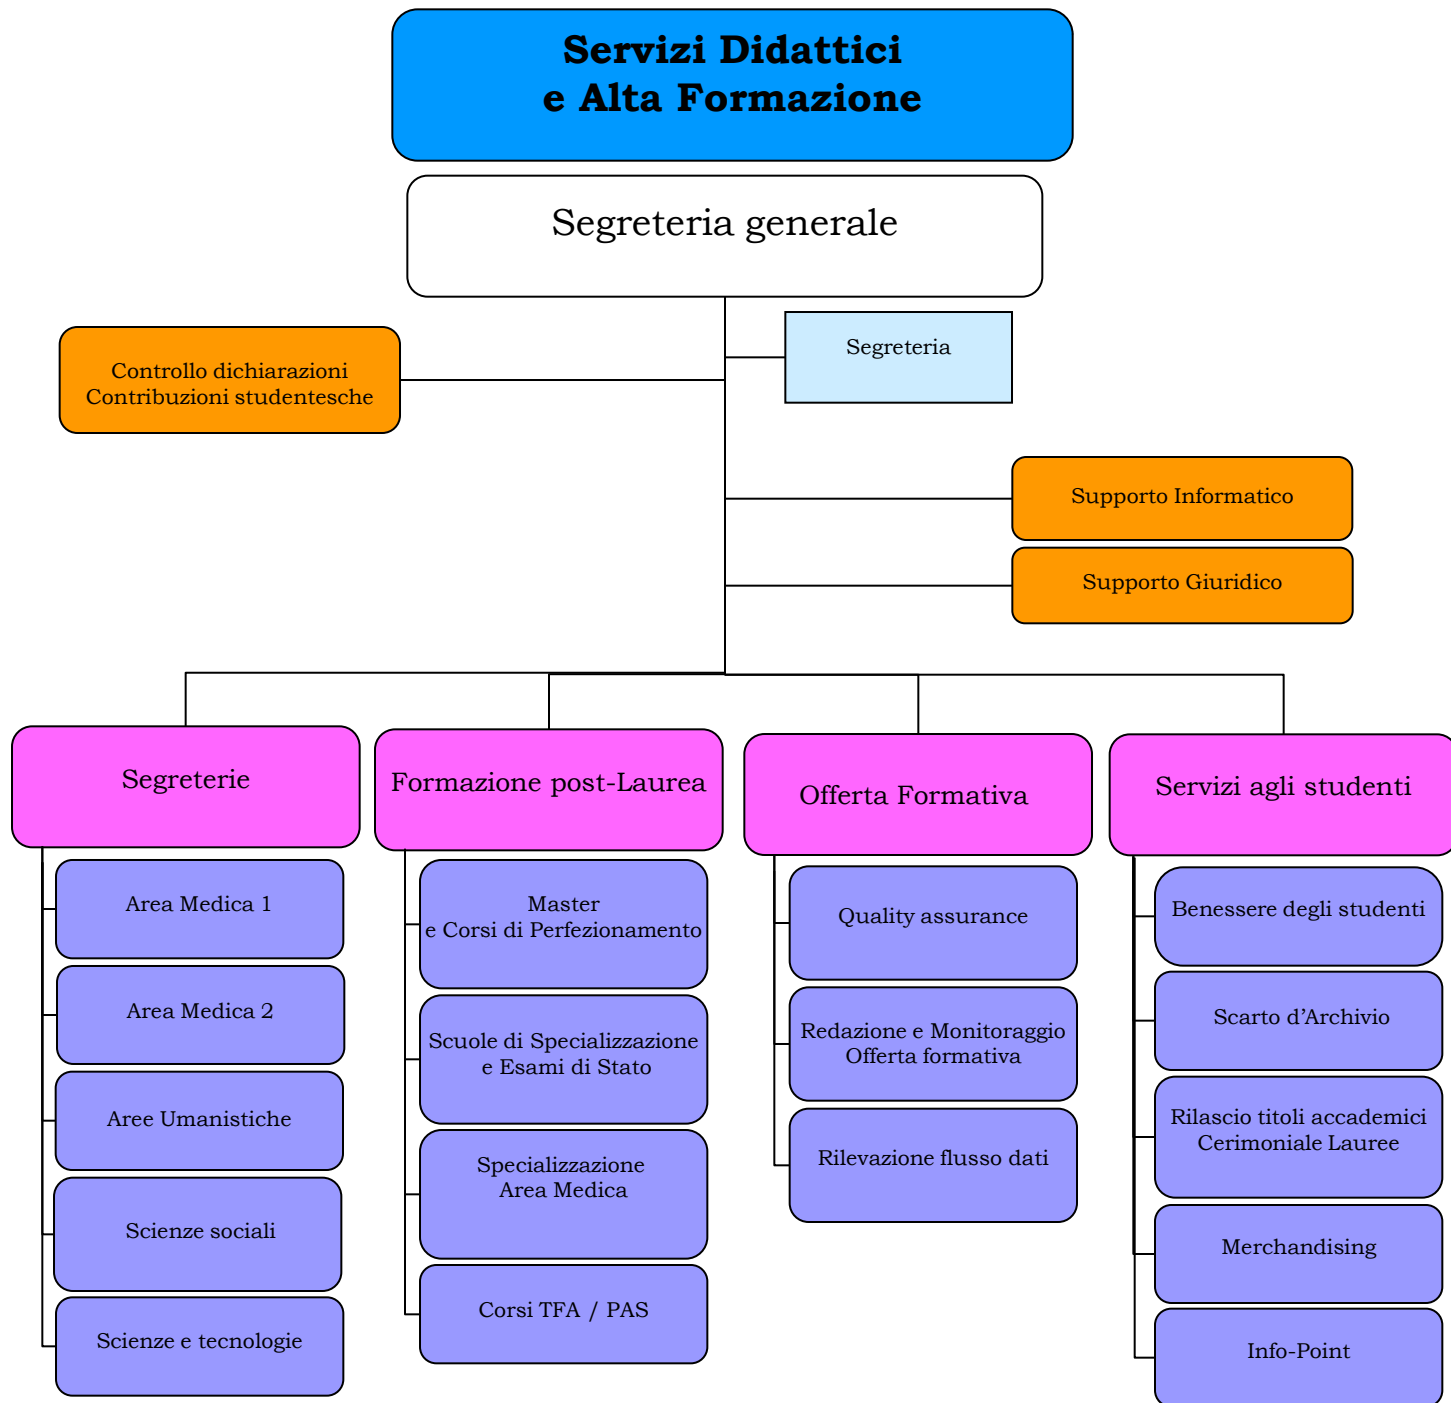 Servizi Didattici
e Alta Formazione
Segreteria generale
Segreteria
Controllo dichiarazioni
Contribuzioni studentesche
Supporto Informatico
Supporto Giuridico
Segreterie
Area Medica 1
Area Medica 2
Aree Umanistiche
Scienze sociali
Scienze e tecnologie
Formazione post-Laurea
Master
e Corsi di Perfezionamento
Scuole di Specializzazione
e Esami di Stato
Specializzazione
Area Medica
Corsi TFA / PAS
Offerta Formativa
Quality assurance
Redazione e Monitoraggio
Offerta formativa
Rilevazione flusso dati
Servizi agli studenti
Benessere degli studenti
Scarto d’Archivio
Rilascio titoli accademici
Cerimoniale Lauree
Merchandising
Info-Point